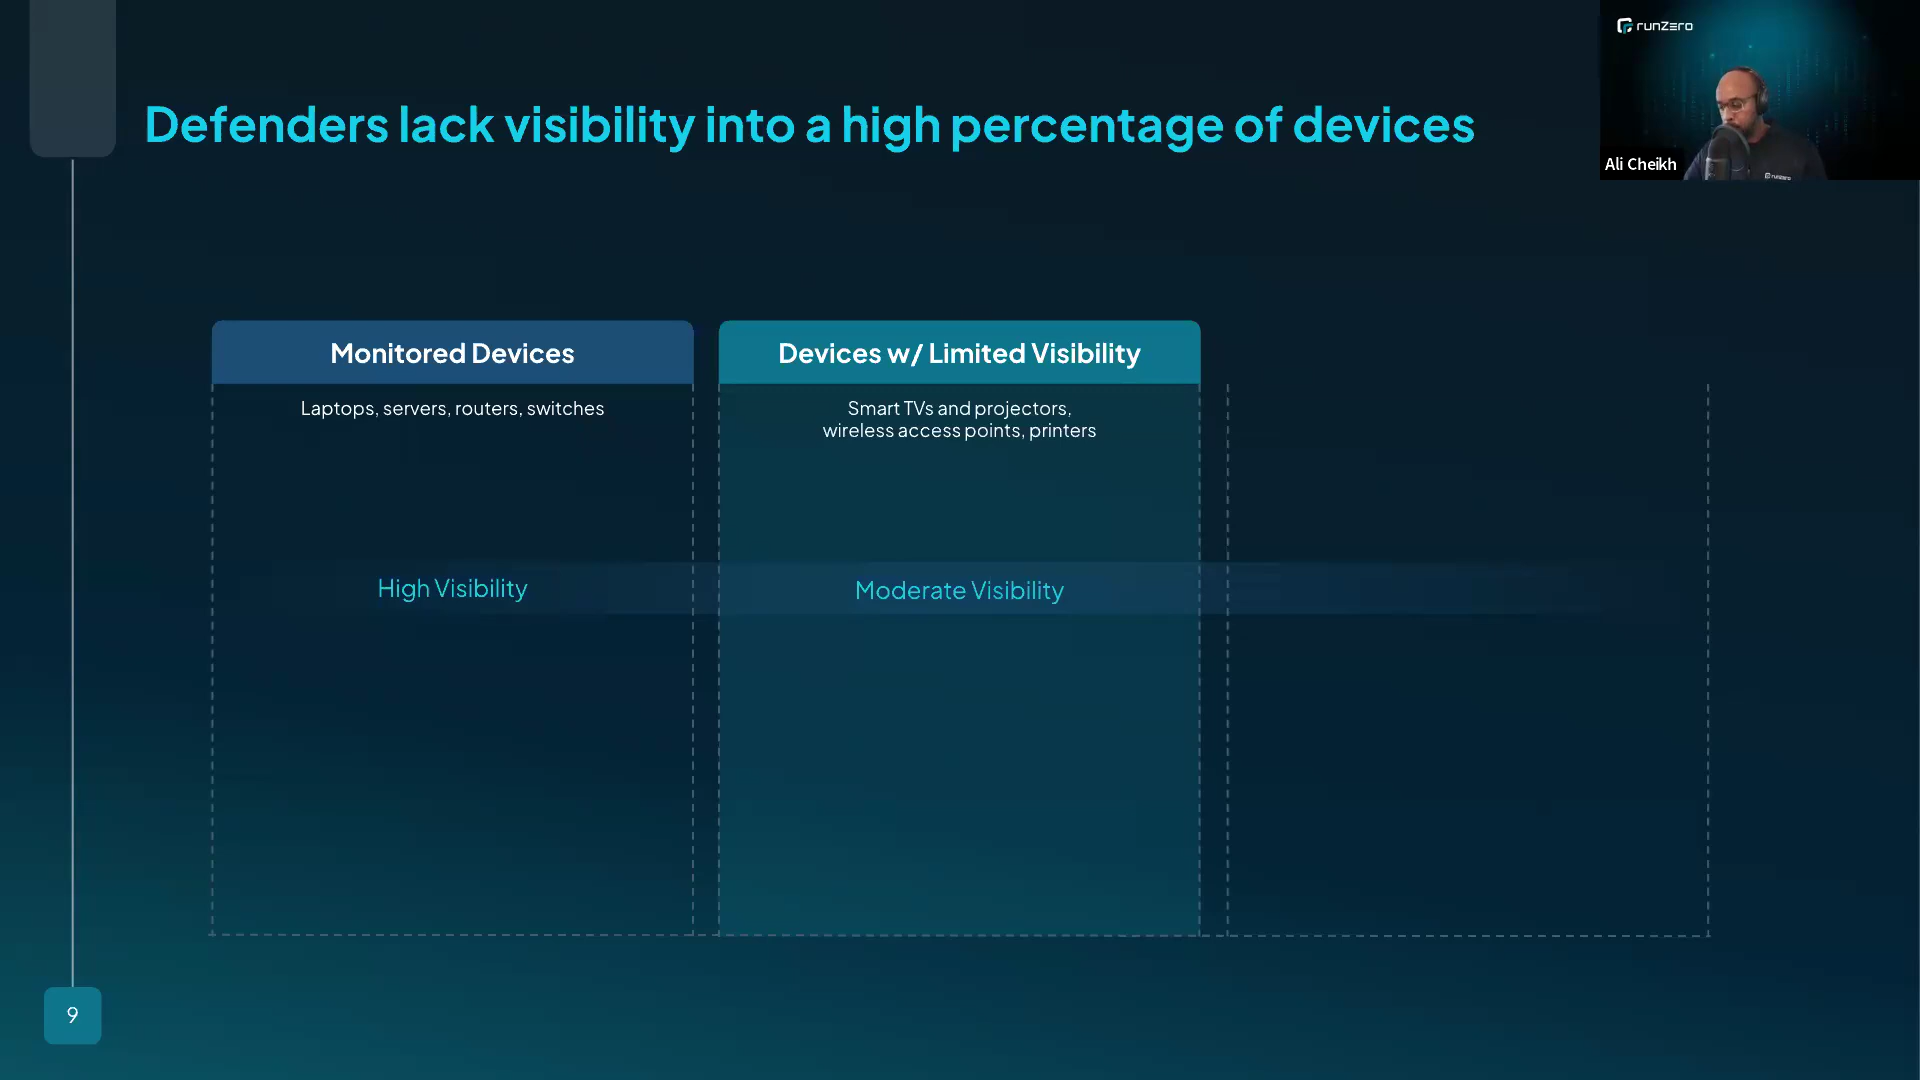 runZero
Defenders lack visibility into a high percentage of devices
Ali Cheikh
Monitored Devices
Devices w/ Limited Visibility
Laptops, servers, routers, switches
Smart TVs and projectors,
wireless access points, printers
High Visibility
Moderate Visibility
9